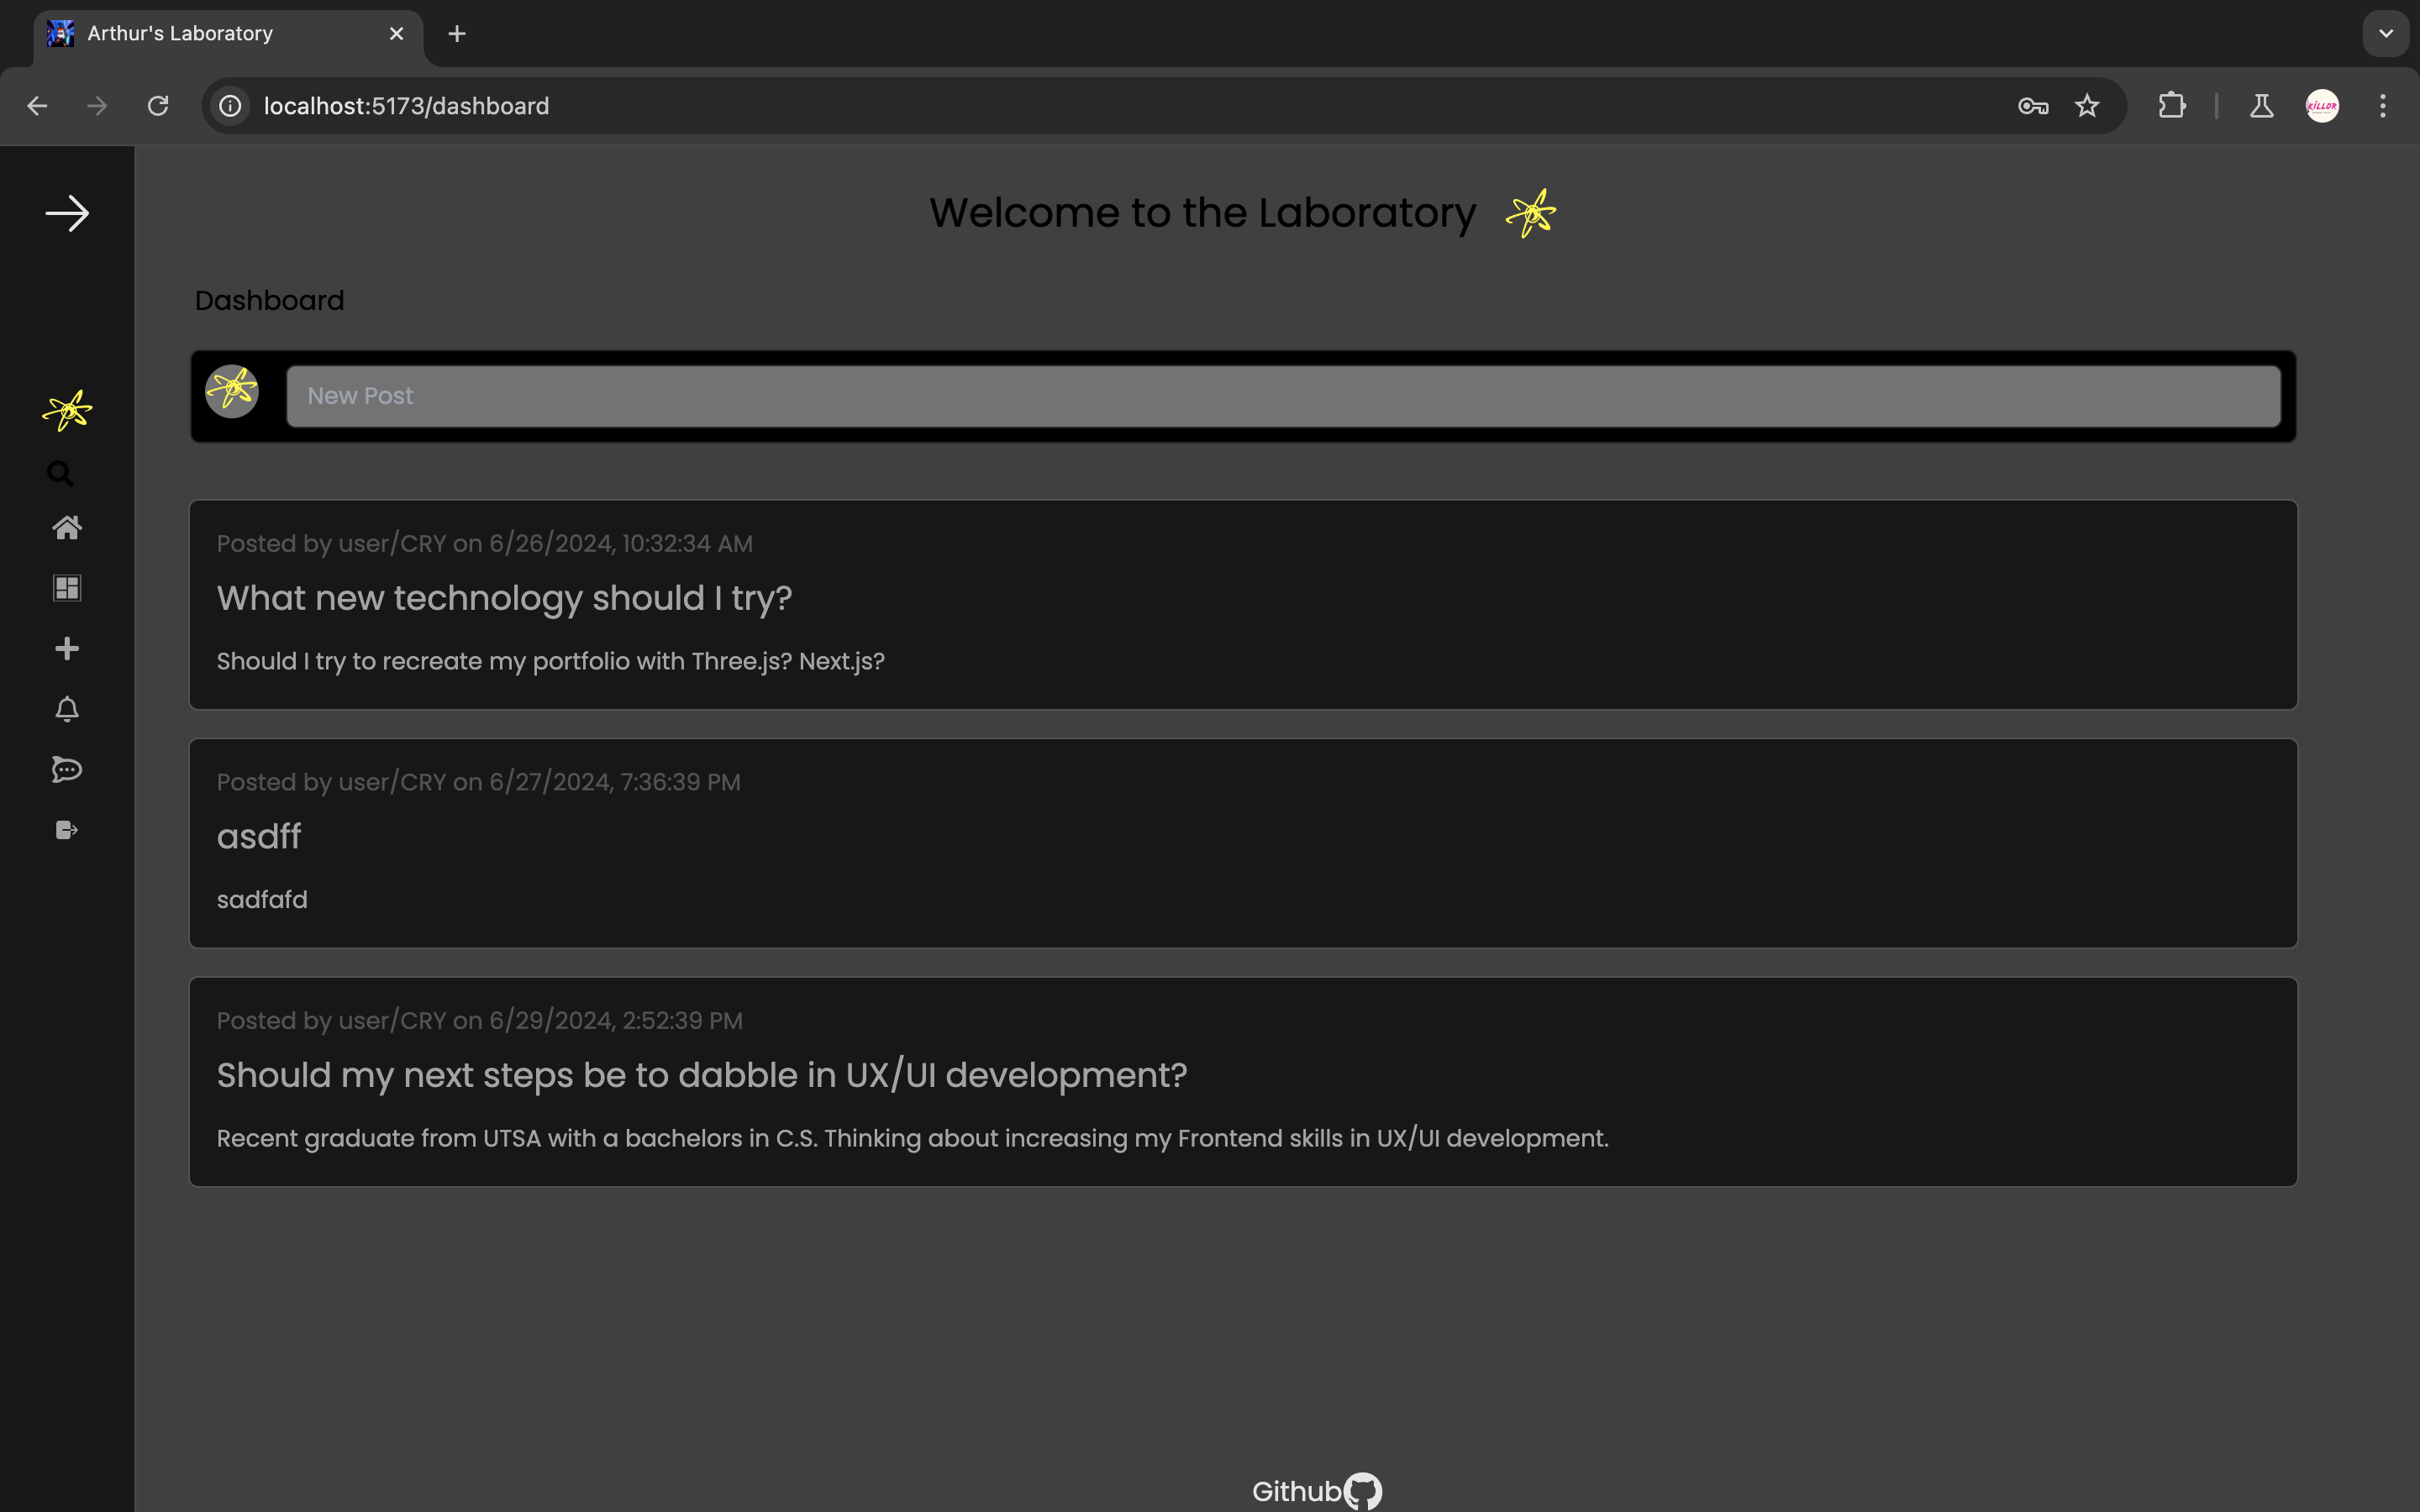 Arthur's Laboratory
localhost:5173/dashboard
KiLLOR
Welcome to the Laboratory
Dashboard
New Post
Posted by user/CRY on 6/26/2024, 10:32:34 AM
What new technology should I try?
Should I try to recreate my portfolio with Three.js? Next.js?
Posted by user/CRY on 6/27/2024, 7:36:39 PM
asdff
sadfafd
Posted by user/CRY on 6/29/2024, 2:52:39 PM
Should my next steps be to dabble in UX/UI development?
Recent graduate from UTSA with a bachelors in C.S. Thinking about increasing my Frontend skills in UX/UI development.
Github